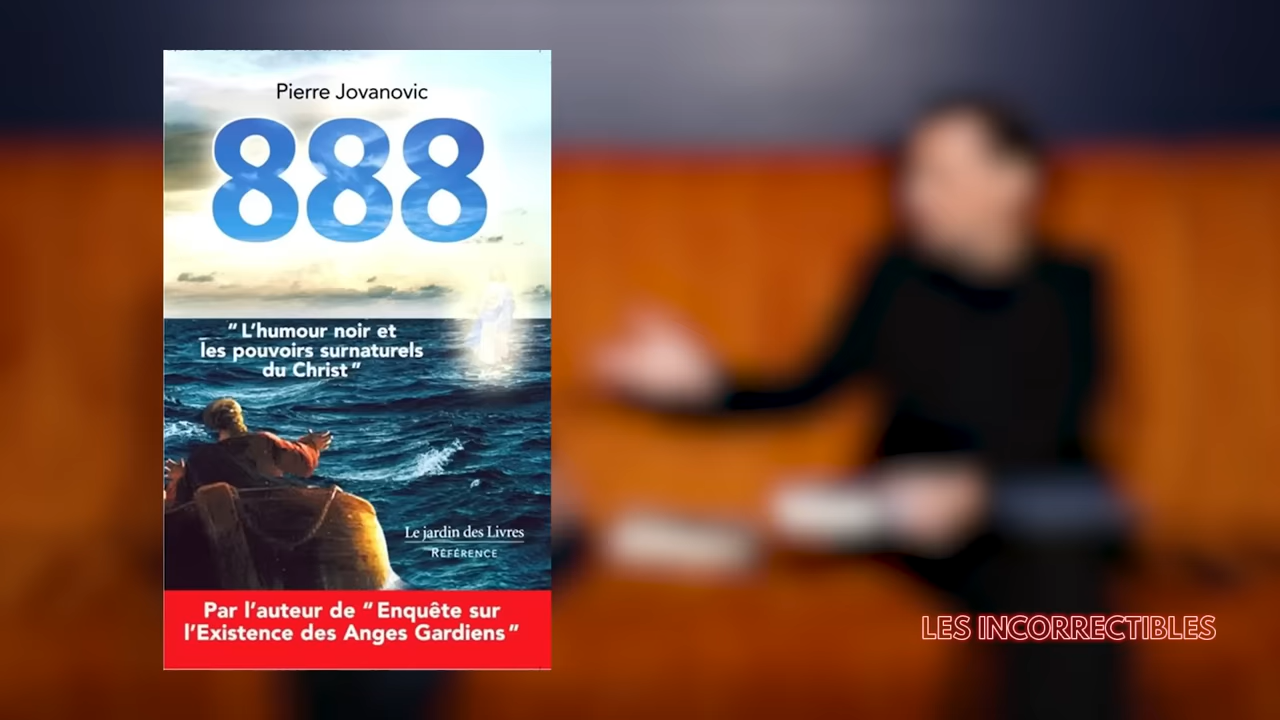 Pierre Jovanovic
888
“ L’humour noir et
les pouvoirs surnaturels
du Christ ”
Le jardin des Livres
RÉFÉRENCE
Par l’auteur de “ Enquête sur
l’Existence des Anges Gardiens ”
LES INCORRECTIBLES